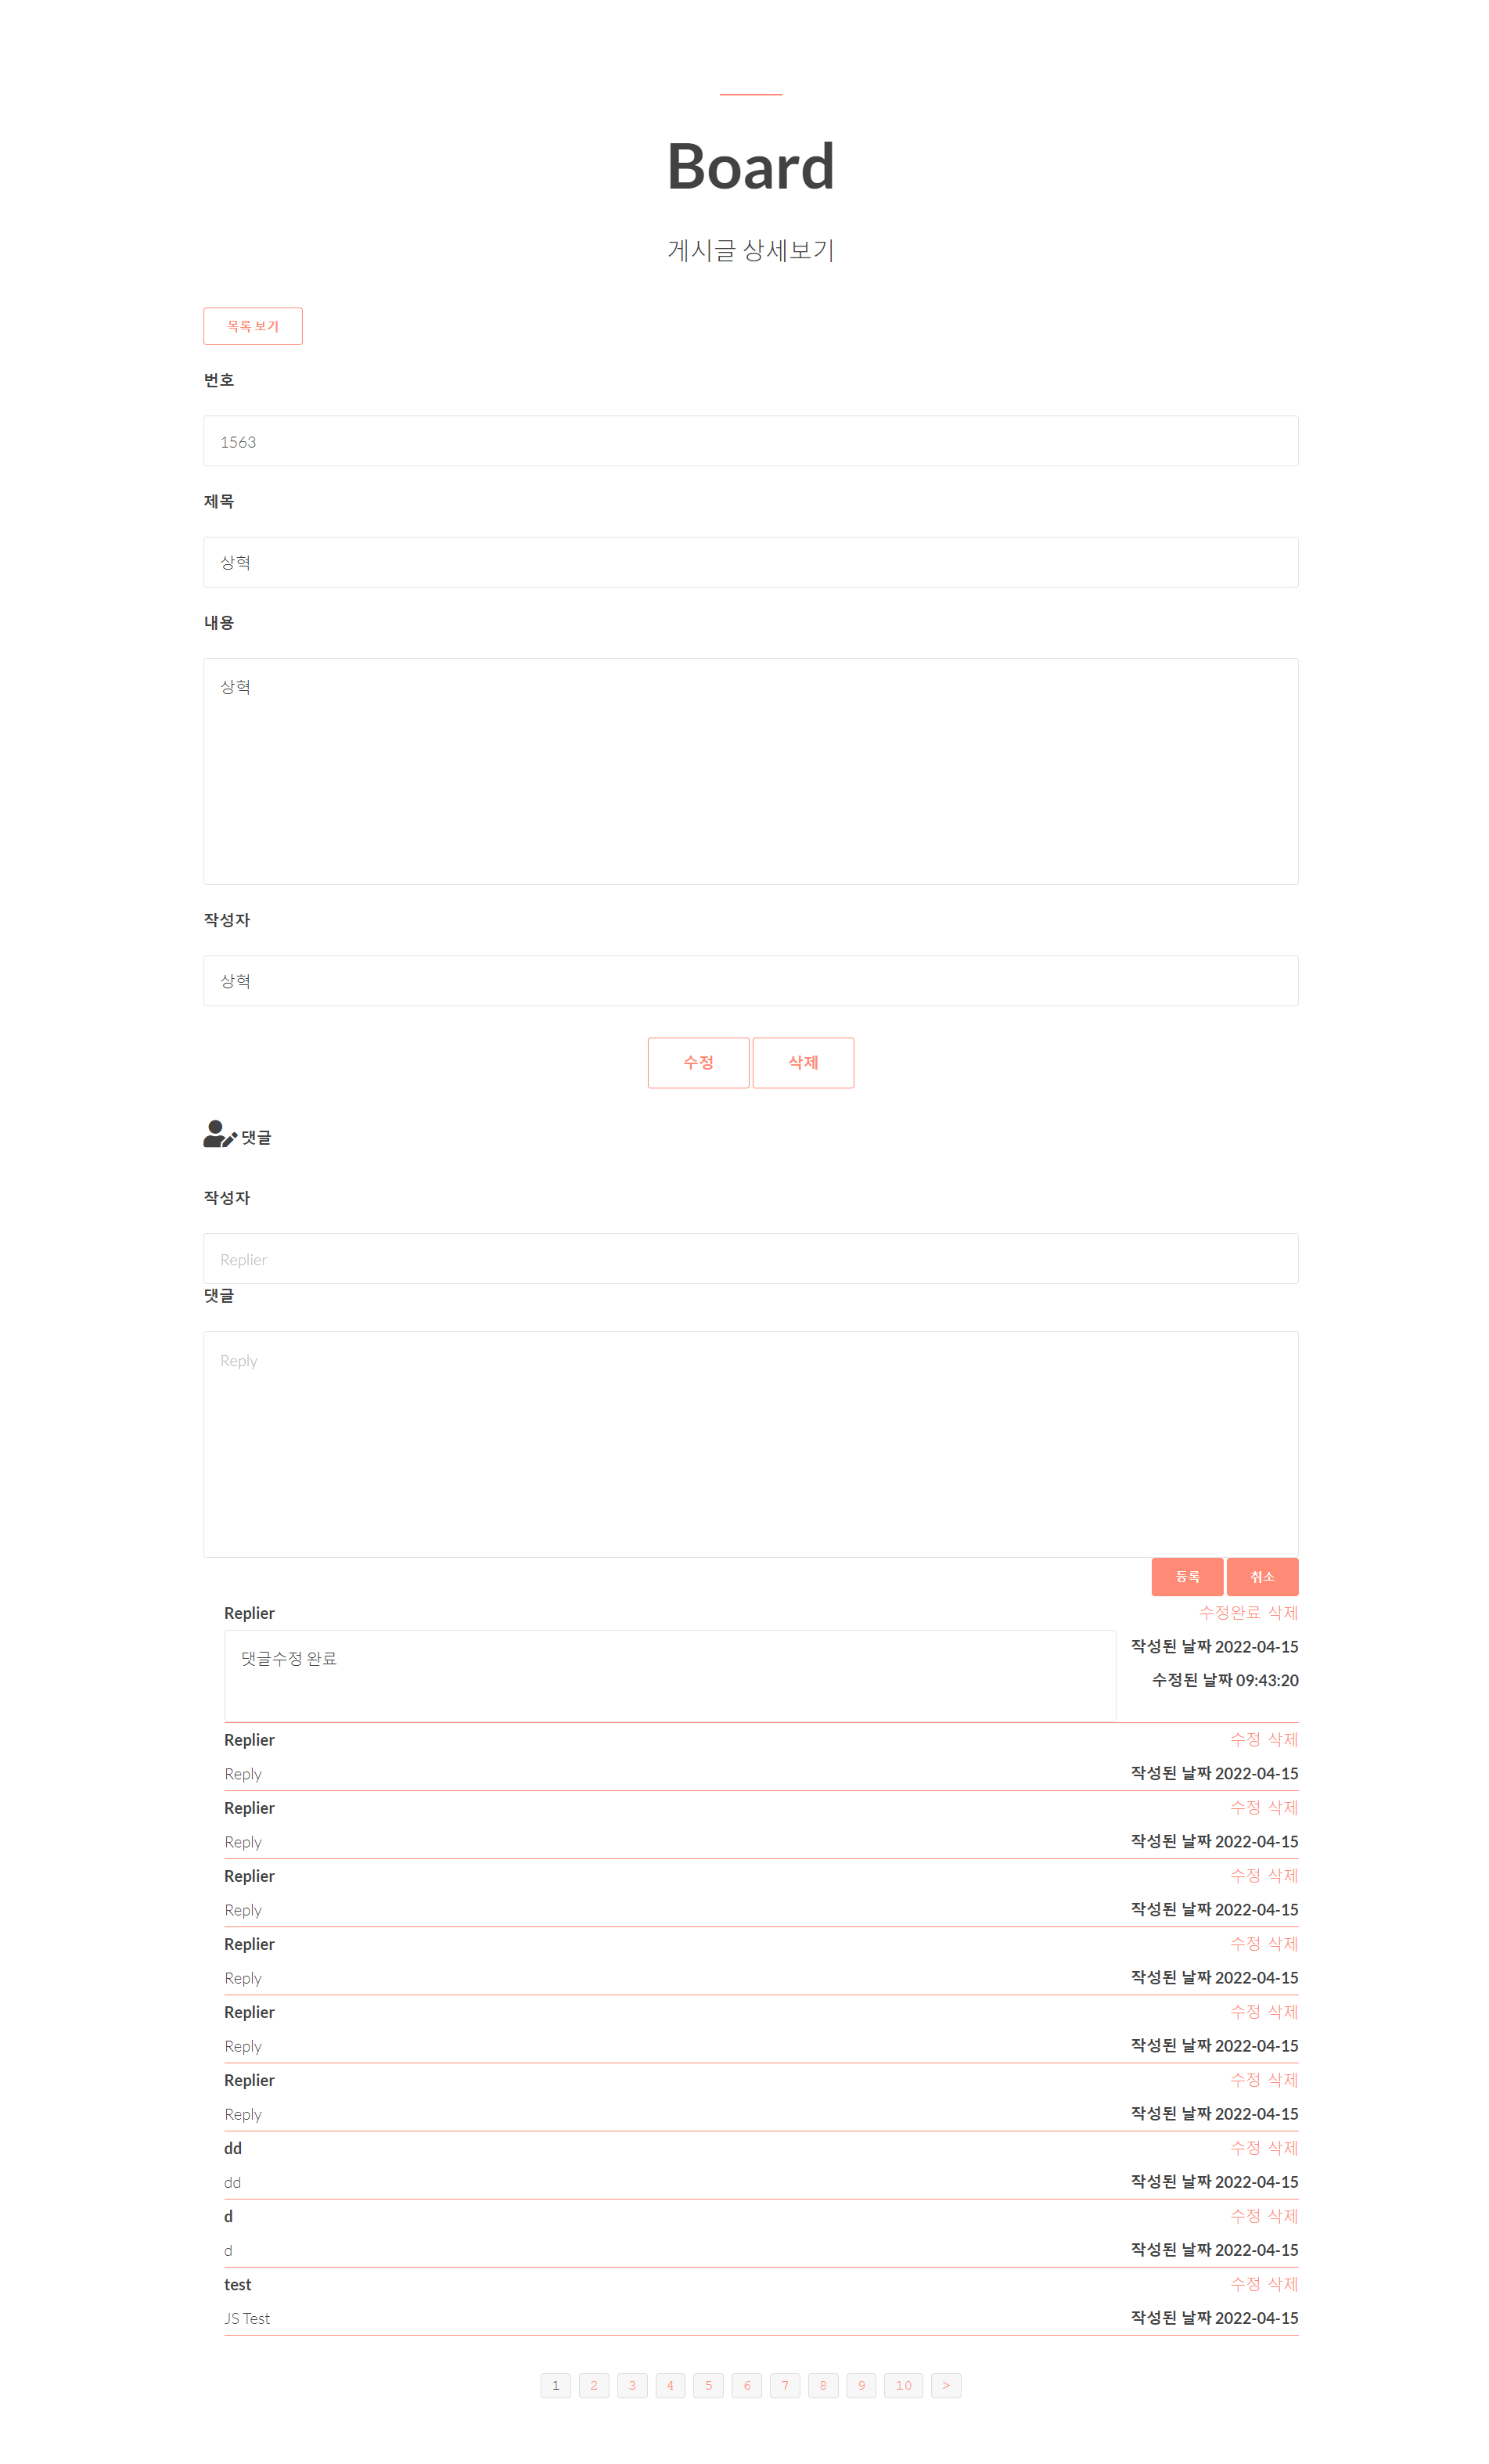 Board
게시글 상세보기
목록 보기
번호
1563
제목
상혁
내용
상혁
작성자
상혁
수정 삭제
댓글
작성자
Replier
댓글
Reply
등록 취소
Replier 수정완료 삭제
댓글수정 완료 작성된 날짜 2022-04-15
수정된 날짜 09:43:20
Replier 수정 삭제
Reply 작성된 날짜 2022-04-15
Replier 수정 삭제
Reply 작성된 날짜 2022-04-15
Replier 수정 삭제
Reply 작성된 날짜 2022-04-15
Replier 수정 삭제
Reply 작성된 날짜 2022-04-15
Replier 수정 삭제
Reply 작성된 날짜 2022-04-15
Replier 수정 삭제
Reply 작성된 날짜 2022-04-15
dd 수정 삭제
dd 작성된 날짜 2022-04-15
d 수정 삭제
d 작성된 날짜 2022-04-15
test 수정 삭제
JS Test 작성된 날짜 2022-04-15
1 2 3 4 5 6 7 8 9 10 >